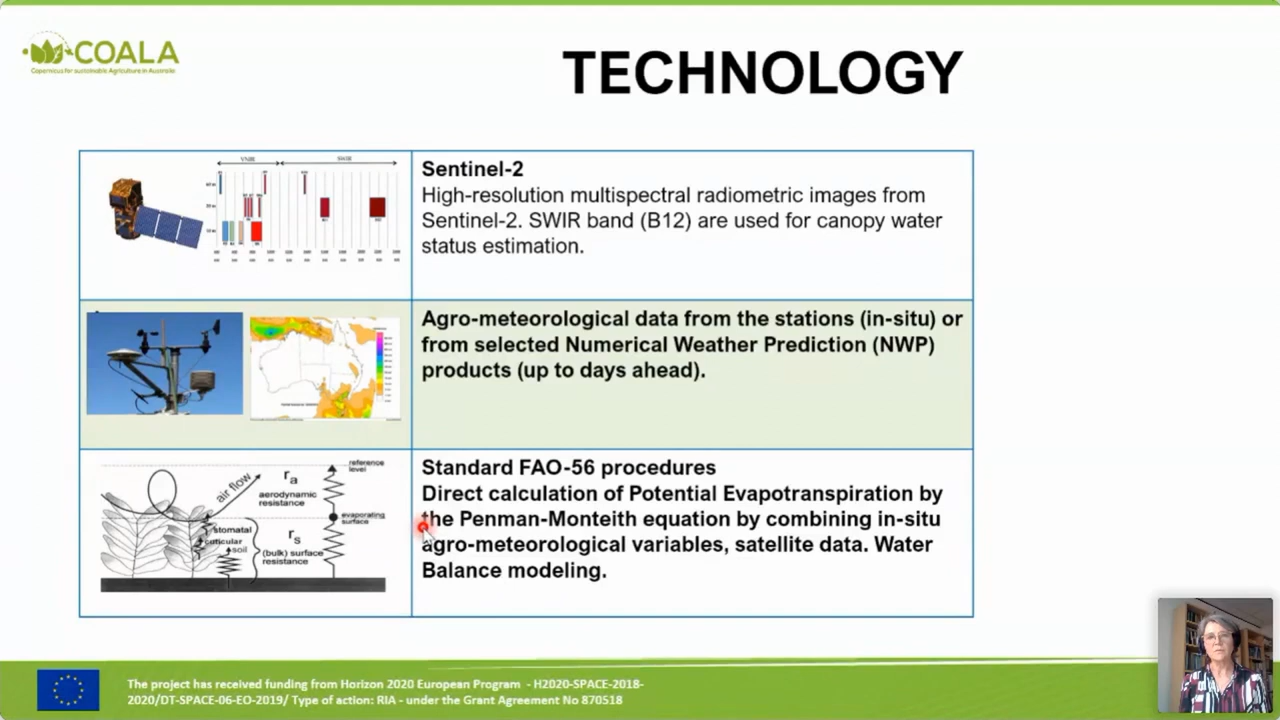 COALA
Copernicus for sustainable Agriculture in Australia
TECHNOLOGY
VNIR
SWIR
Sentinel-2
High-resolution multispectral radiometric images from
Sentinel-2. SWIR band (B12) are used for canopy water
status estimation.
Agro-meteorological data from the stations (in-situ) or
from selected Numerical Weather Prediction (NWP)
products (up to days ahead).
reference
level
air flow
ra
aerodynamic
resistance
evaporating
surface
stomatal
cuticular
soil
rs
(bulk) surface
resistance
Standard FAO-56 procedures
Direct calculation of Potential Evapotranspiration by
the Penman-Monteith equation by combining in-situ
agro-meteorological variables, satellite data. Water
Balance modeling.
The project has received funding from Horizon 2020 European Program - H2020-SPACE-2018-
2020/DT-SPACE-06-EO-2019/ Type of action: RIA - under the Grant Agreement No 870518